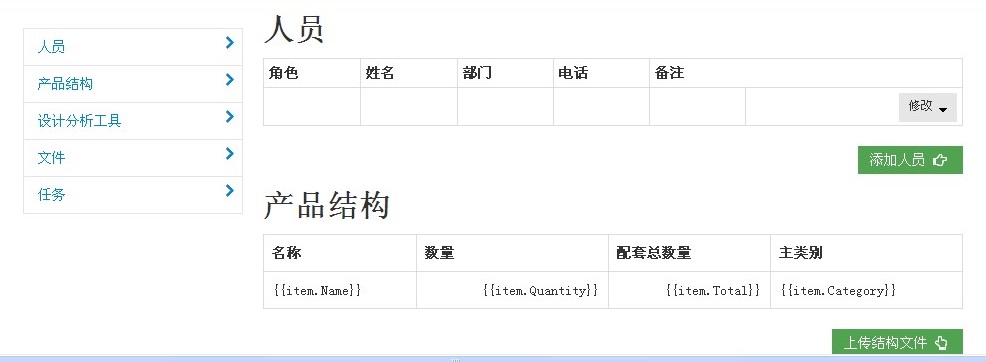 人员
产品结构
设计分析工具
文件
任务
人员
角色 姓名 部门 电话 备注
修改
添加人员
产品结构
名称 数量 配套总数量 主类别
{{item.Name}} {{item.Quantity}} {{item.Total}} {{item.Category}}
上传结构文件